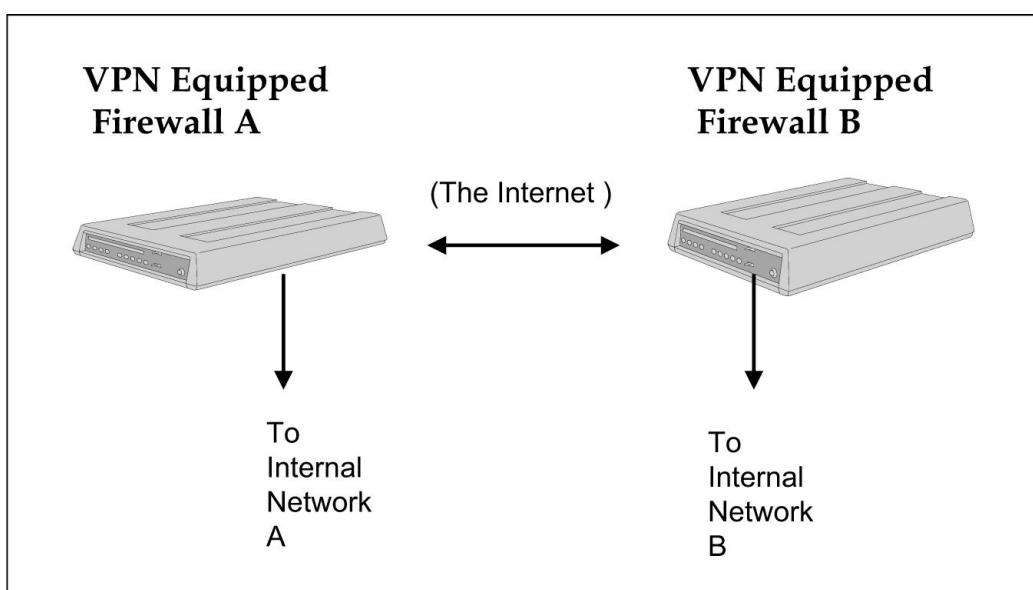 VPN Equipped
Firewall A
VPN Equipped
Firewall B
(The Internet )
To
Internal
Network
A
To
Internal
Network
B